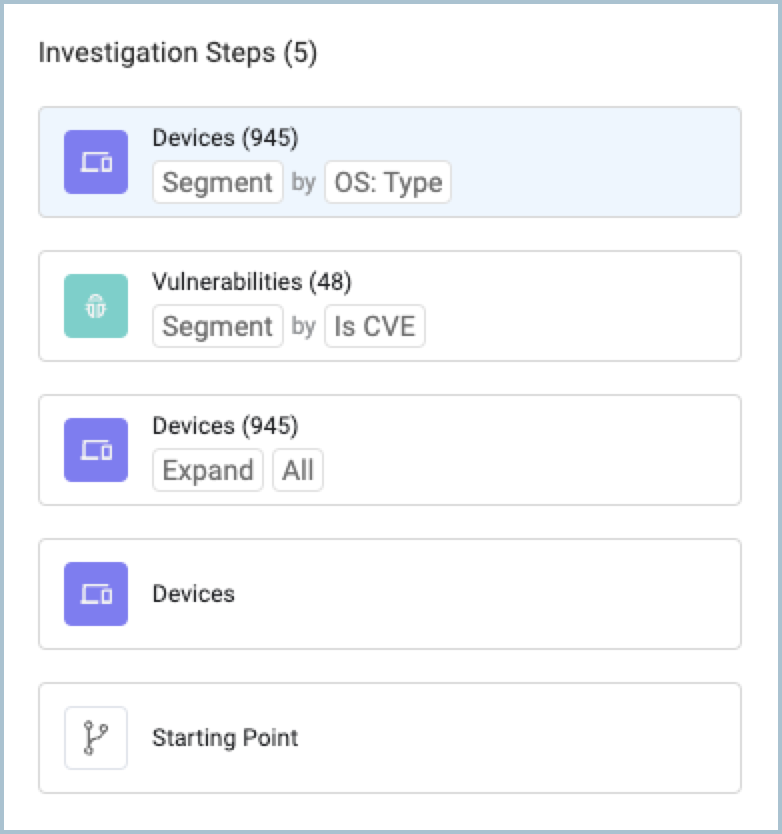 Investigation Steps (5)
Devices (945)
Segment by OS: Type
Vulnerabilities (48)
Segment by Is CVE
Devices (945)
Expand All
Devices
Starting Point